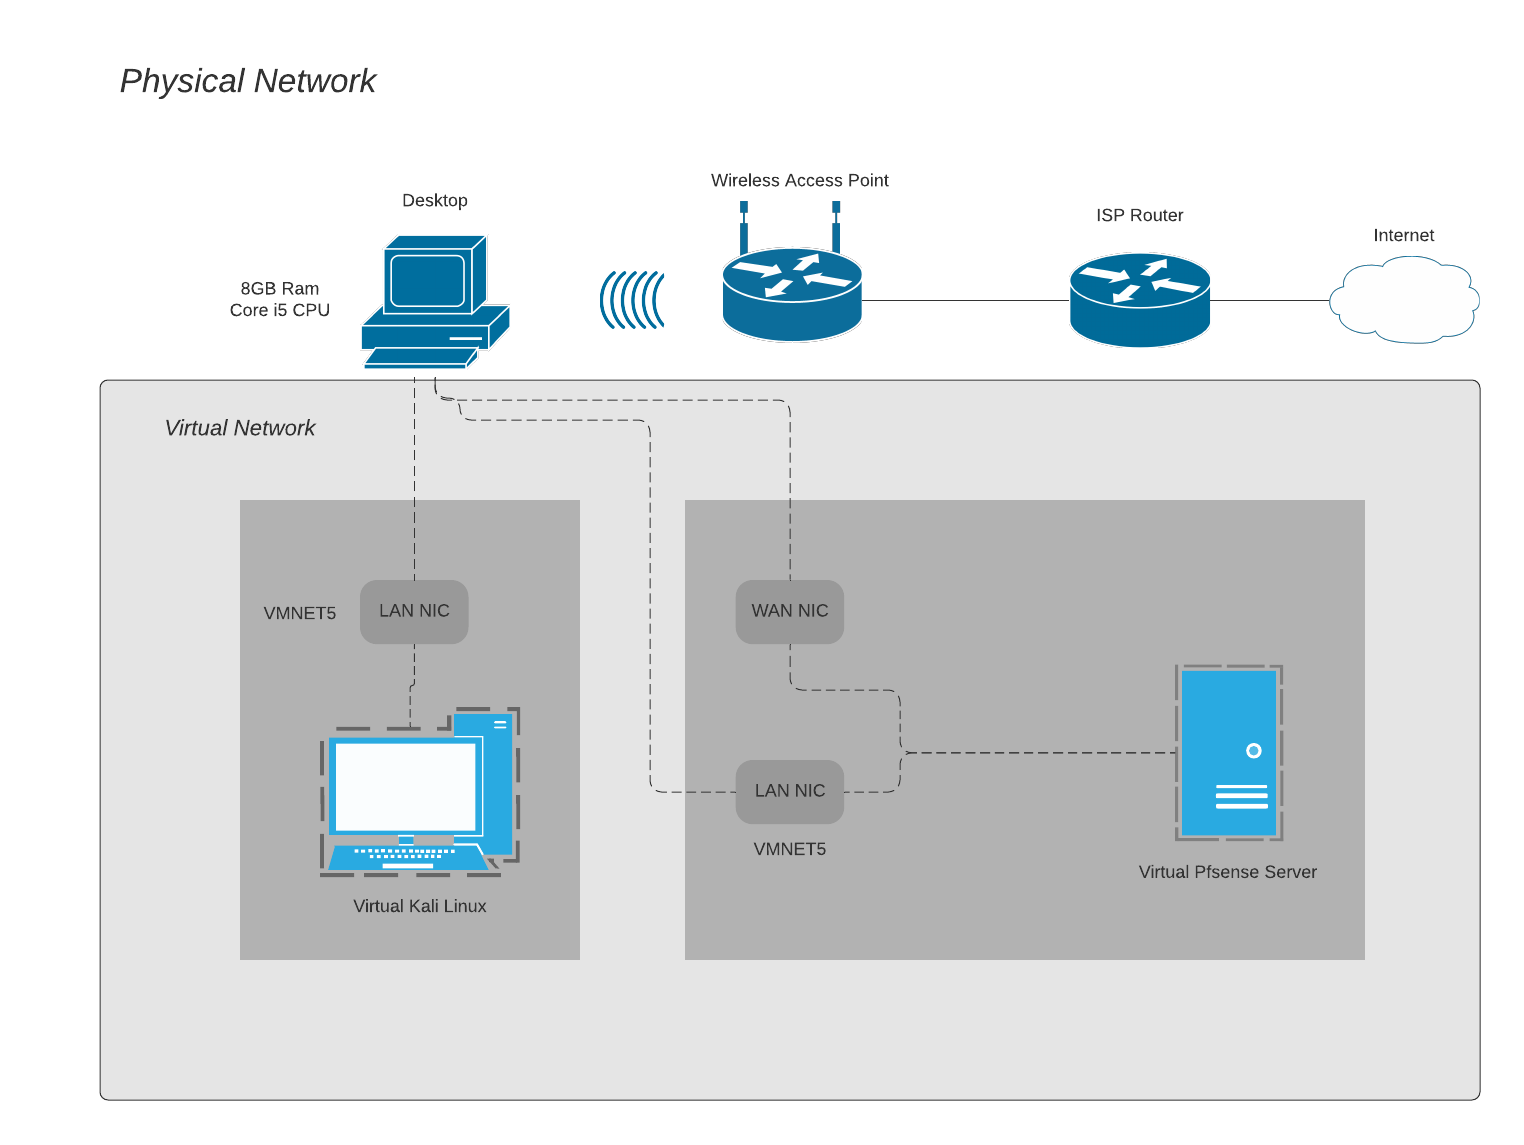 Physical Network
Wireless Access Point
Desktop
ISP Router
Internet
8GB Ram
Core i5 CPU
Virtual Network
VMNET5
LAN NIC
WAN NIC
LAN NIC
VMNET5
Virtual Pfsense Server
Virtual Kali Linux